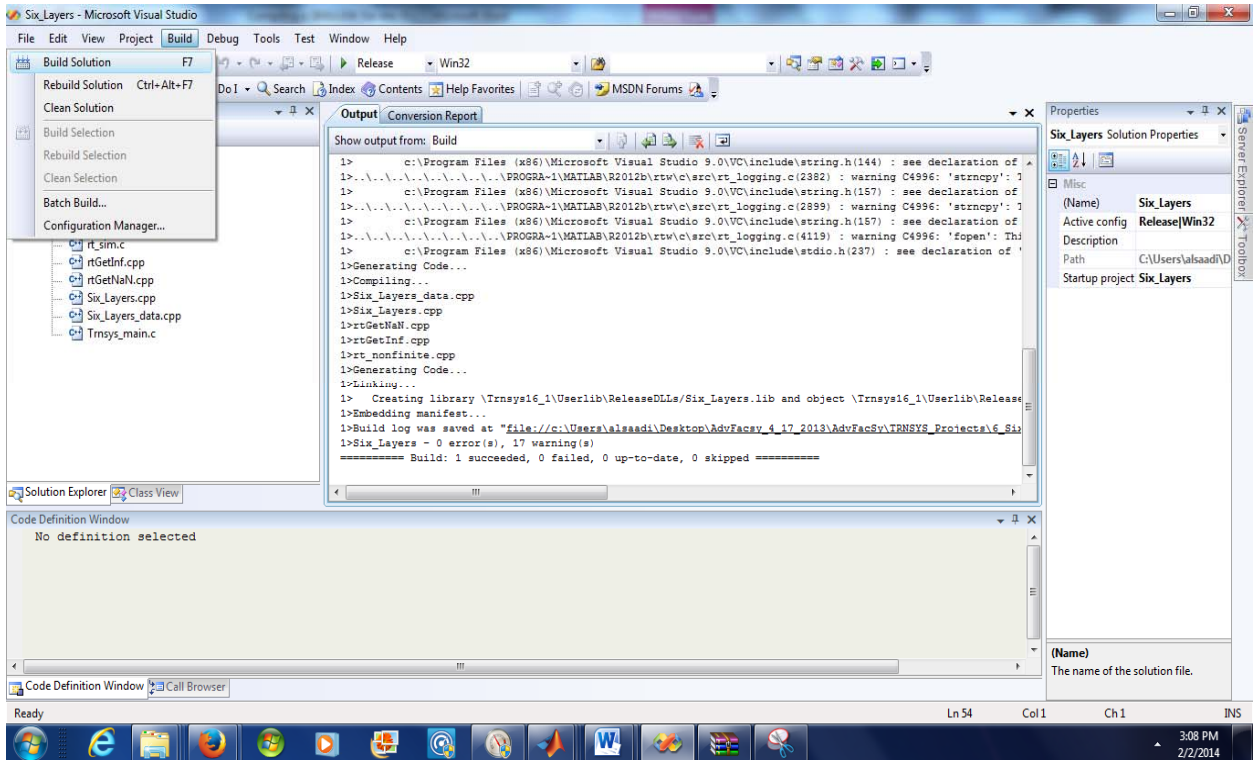 Six_Layers - Microsoft Visual Studio
File Edit View Project Build Debug Tools Test Window Help
Build Solution F7
Rebuild Solution Ctrl+Alt+F7
Clean Solution
Build Selection
Rebuild Selection
Clean Selection
Batch Build...
Configuration Manager...
Release Win32
Do I Search Index Contents Help Favorites MSDN Forums
rt_sim.c
rtGetInf.cpp
rtGetNaN.cpp
Six_Layers.cpp
Six_Layers_data.cpp
Trnsys_main.c
Solution Explorer Class View
Output Conversion Report
Show output from: Build
1> c:\Program Files (x86)\Microsoft Visual Studio 9.0\VC\include\string.h(144) : see declaration of
1>..\..\..\..\..\..\..\PROGRA~1\MATLAB\R2012b\rtw\c\src\rt_logging.c(2382) : warning C4996: 'strncpy': T
1> c:\Program Files (x86)\Microsoft Visual Studio 9.0\VC\include\string.h(157) : see declaration of
1>..\..\..\..\..\..\..\PROGRA~1\MATLAB\R2012b\rtw\c\src\rt_logging.c(2899) : warning C4996: 'strncpy': T
1> c:\Program Files (x86)\Microsoft Visual Studio 9.0\VC\include\string.h(157) : see declaration of
1>..\..\..\..\..\..\..\PROGRA~1\MATLAB\R2012b\rtw\c\src\rt_logging.c(4119) : warning C4996: 'fopen': Thi
1> c:\Program Files (x86)\Microsoft Visual Studio 9.0\VC\include\stdio.h(237) : see declaration of '
1>Generating Code...
1>Compiling...
1>Six_Layers_data.cpp
1>Six_Layers.cpp
1>rtGetNaN.cpp
1>rtGetInf.cpp
1>rt_nonfinite.cpp
1>Generating Code...
1>Linking...
1> Creating library \Trnsys16_1\Userlib\ReleaseDLLs/Six_Layers.lib and object \Trnsys16_1\Userlib\Release
1>Embedding manifest...
1>Build log was saved at "file://c:\Users\alsaadi\Desktop\AdvFacsy_4_17_2013\AdvFacSy\TRNSYS_Projects\6_Six
1>Six_Layers - 0 error(s), 17 warning(s)
========== Build: 1 succeeded, 0 failed, 0 up-to-date, 0 skipped ==========
Properties
Six_Layers Solution Properties
Misc
(Name) Six_Layers
Active config Release|Win32
Description
Path C:\Users\alsaadi\D
Startup project Six_Layers
(Name)
The name of the solution file.
Server Explorer
Toolbox
Code Definition Window
No definition selected
Code Definition Window Call Browser
Ready Ln 54 Col 1 Ch 1 INS
3:08 PM
2/2/2014